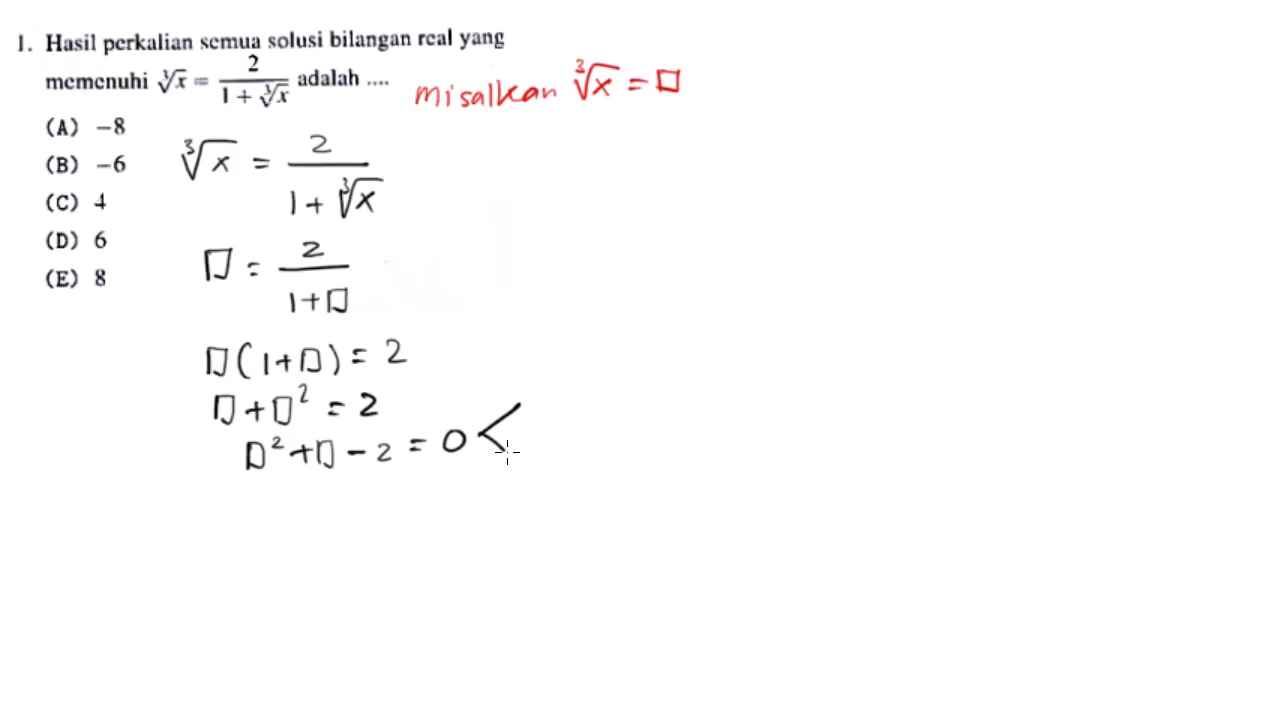 1. Hasil perkalian semua solusi bilangan real yang
memenuhi ∛x = 2 / (1 + ∛x) adalah ....
misalkan ∛x = □
(A) −8
(B) −6
(C) 4
(D) 6
(E) 8
∛x = 2 / (1 + ∛x)
□ = 2 / (1+□)
□(1+□) = 2
□+□² = 2
□²+□−2 = 0 <